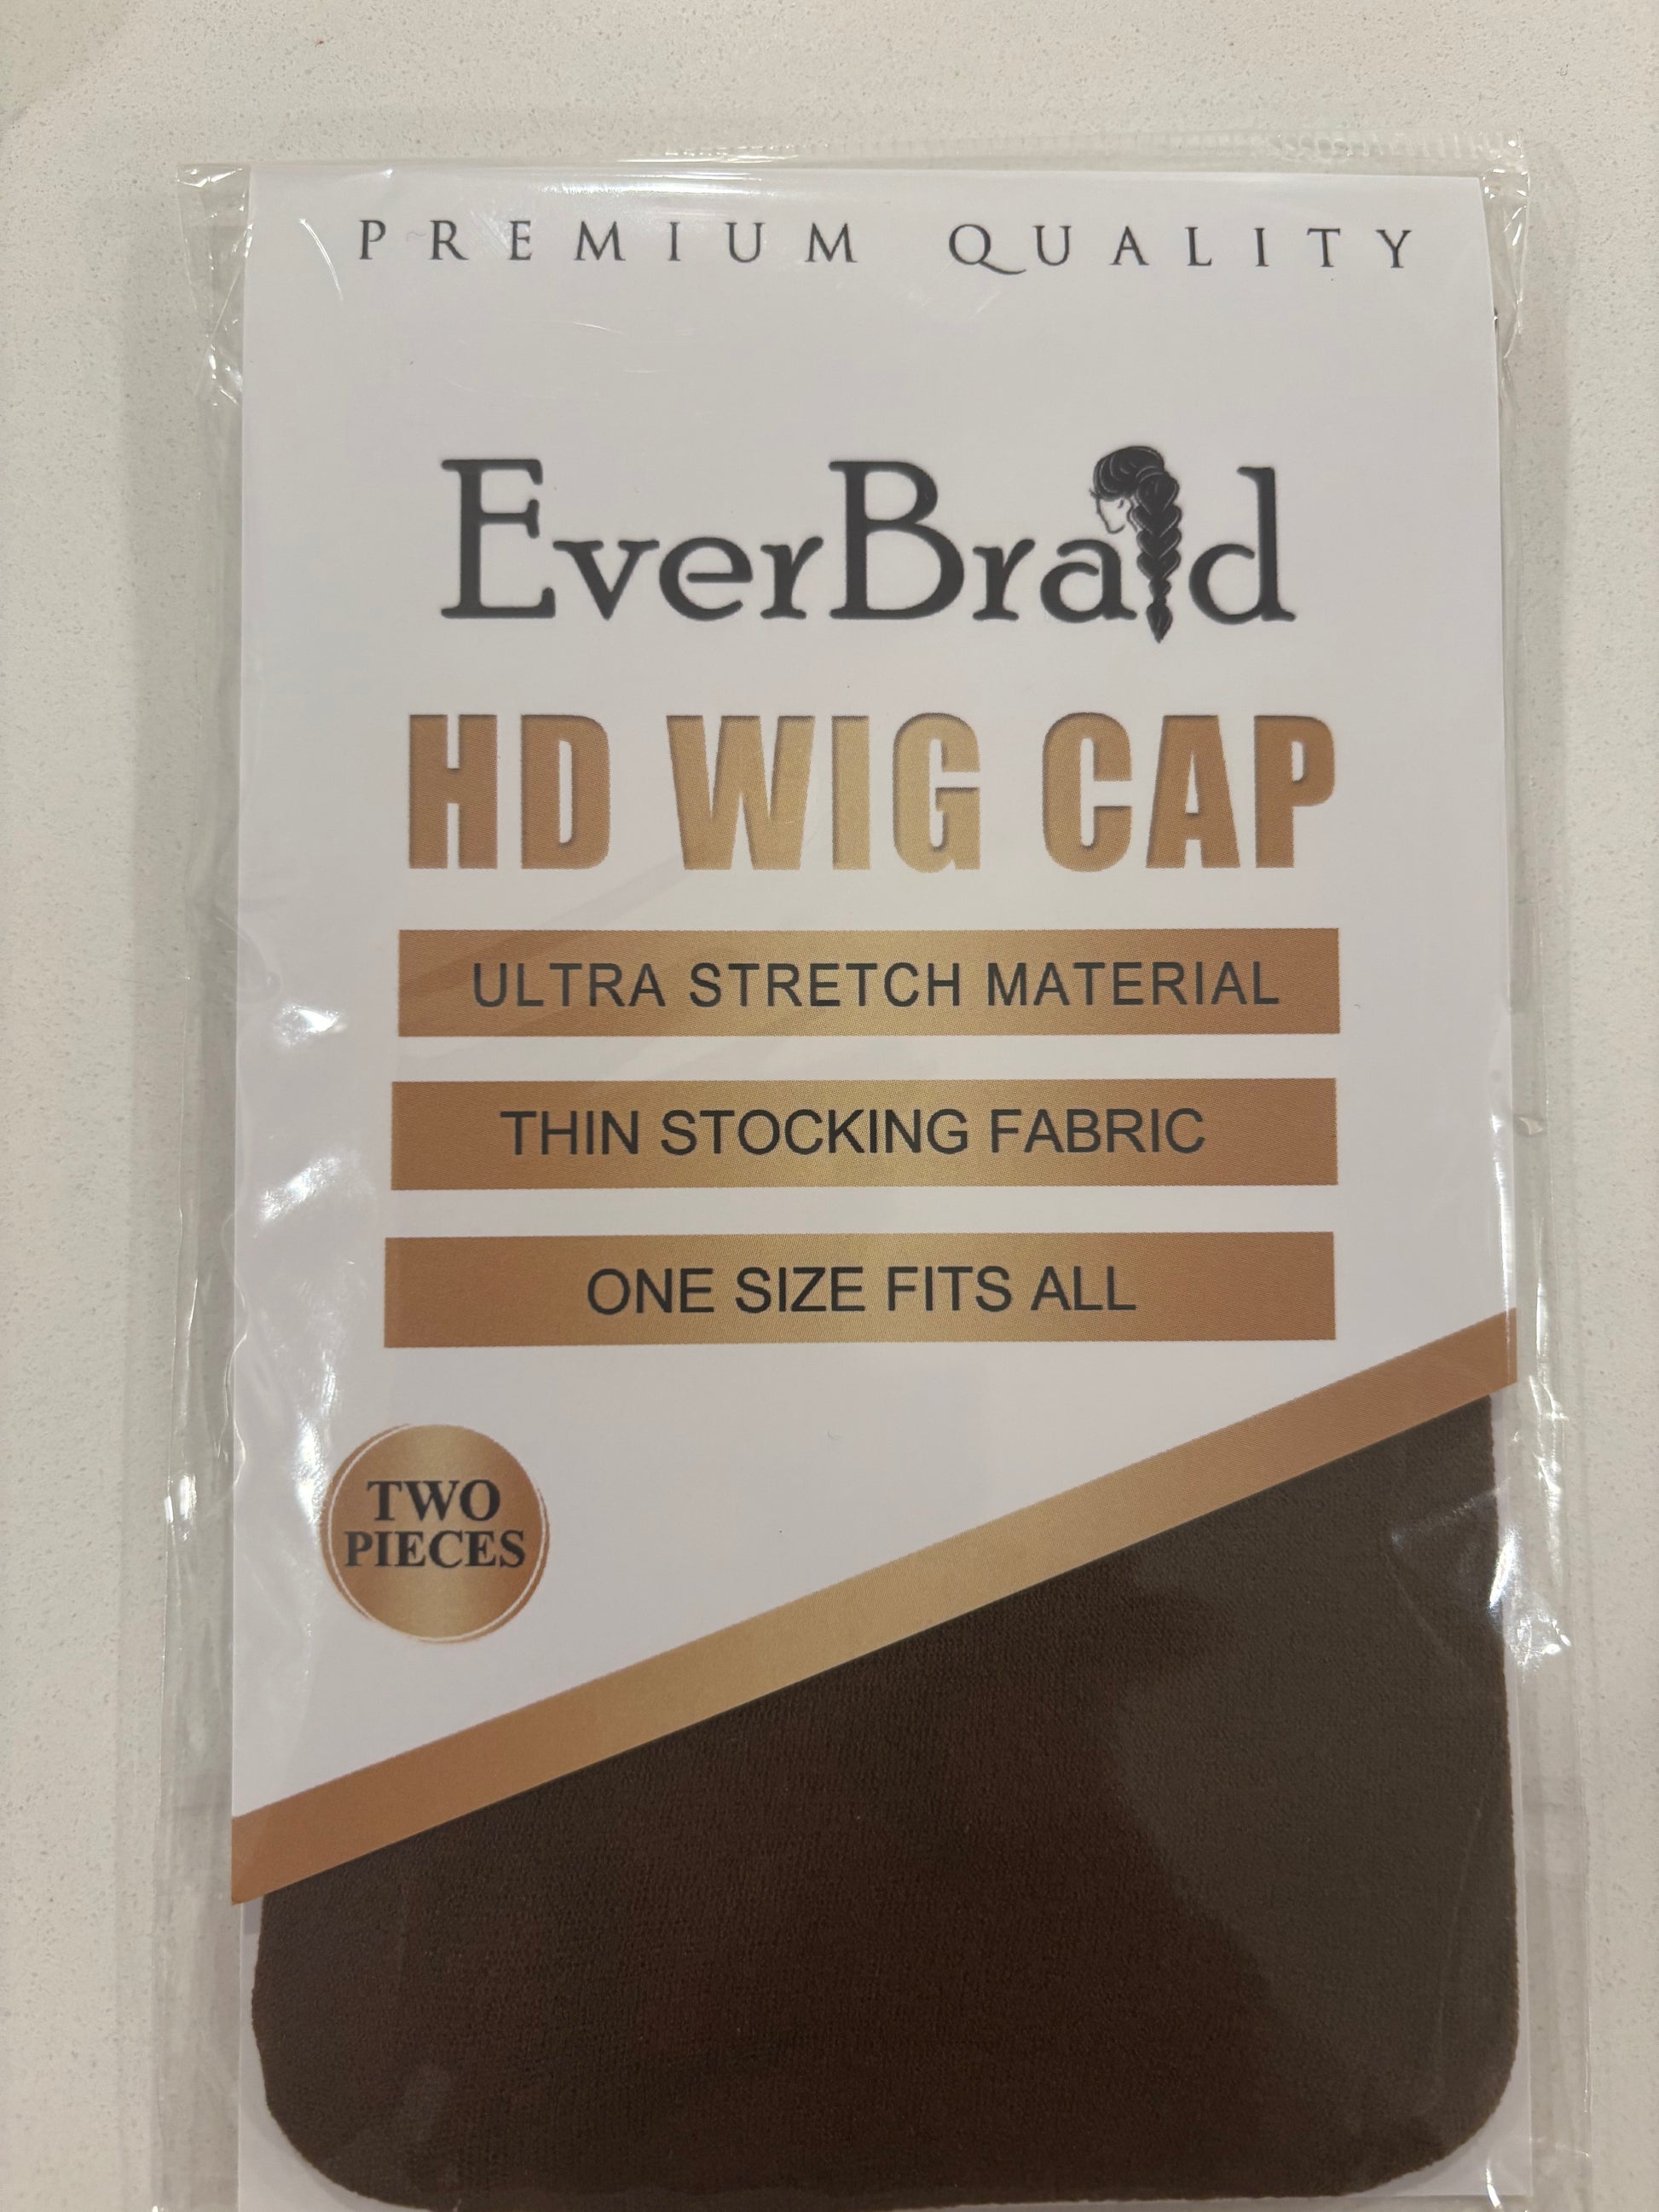 PREMIUM QUALITY
EverBraid
HD WIG CAP
ULTRA STRETCH MATERIAL
THIN STOCKING FABRIC
ONE SIZE FITS ALL
TWO
PIECES